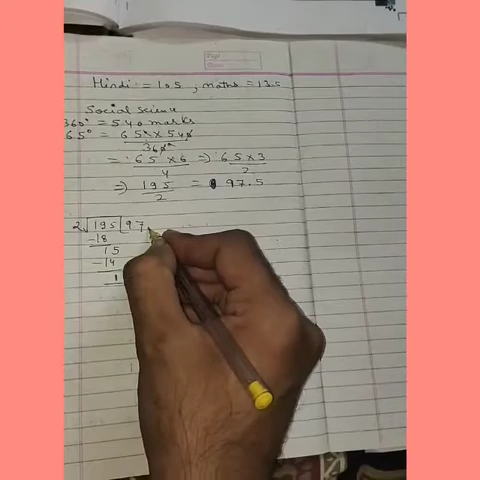 Hindi = 105, maths = 135
Social science
360° = 540 marks
65° = 65° × 540
360°
= 65 × 6 ⇒ 65 × 3
4 2
⇒ 195 = 97.5
2
2√195 97
-18
15
-14
1